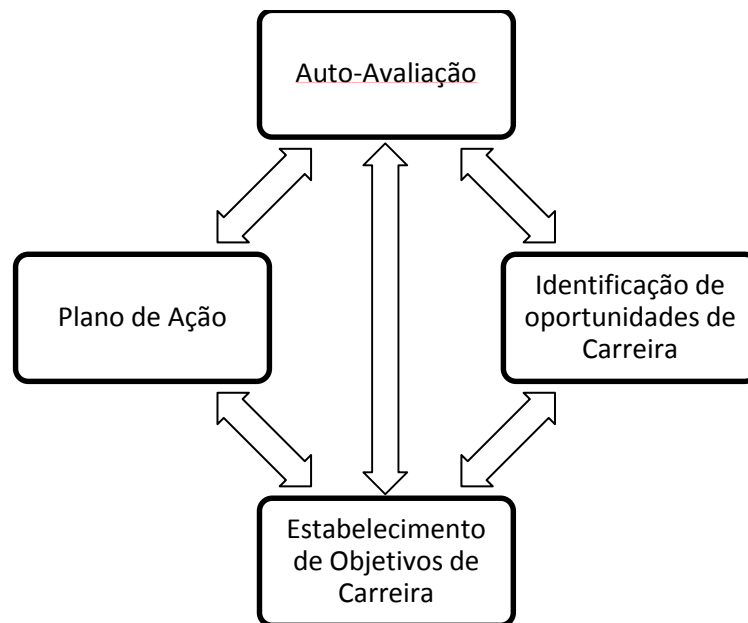 Auto-Avaliação
Plano de Ação
Identificação de
oportunidades de
Carreira
Estabelecimento
de Objetivos de
Carreira